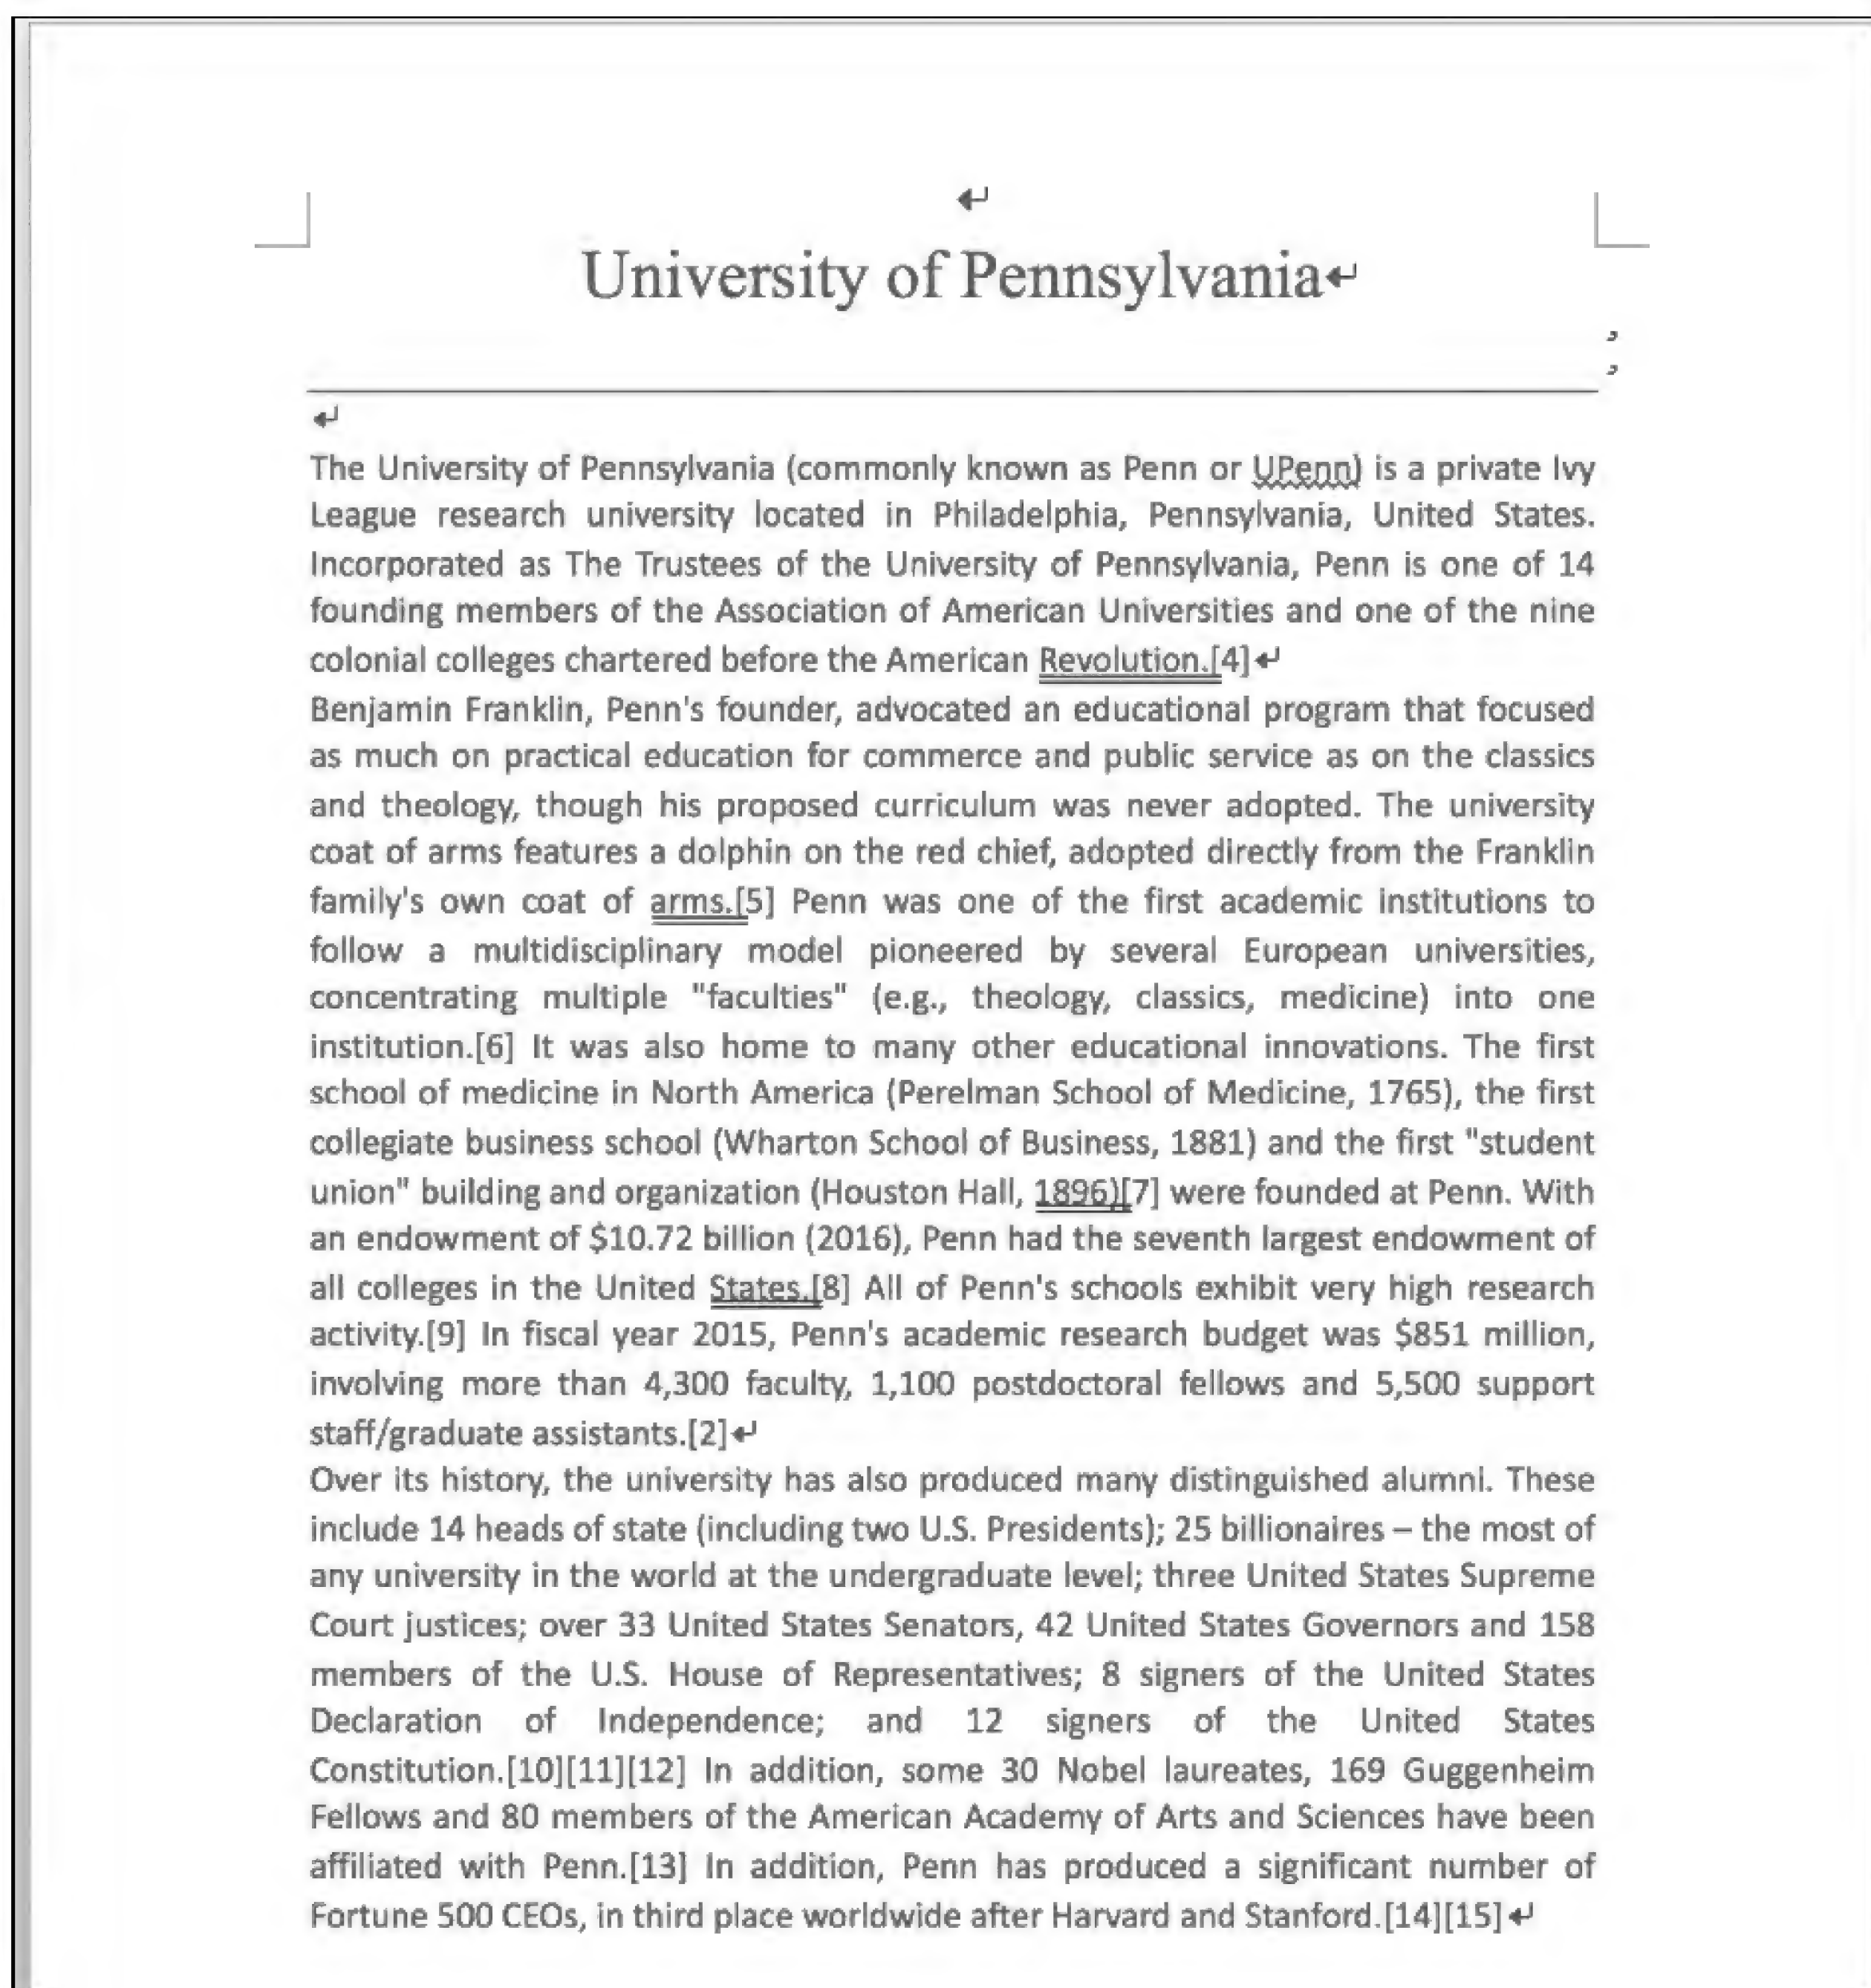 University of Pennsylvania
The University of Pennsylvania (commonly known as Penn or UPenn) is a private Ivy
League research university located in Philadelphia, Pennsylvania, United States.
Incorporated as The Trustees of the University of Pennsylvania, Penn is one of 14
founding members of the Association of American Universities and one of the nine
colonial colleges chartered before the American Revolution.[4]
Benjamin Franklin, Penn's founder, advocated an educational program that focused
as much on practical education for commerce and public service as on the classics
and theology, though his proposed curriculum was never adopted. The university
coat of arms features a dolphin on the red chief, adopted directly from the Franklin
family's own coat of arms.[5] Penn was one of the first academic institutions to
follow a multidisciplinary model pioneered by several European universities,
concentrating multiple "faculties" (e.g., theology, classics, medicine) into one
institution.[6] It was also home to many other educational innovations. The first
school of medicine in North America (Perelman School of Medicine, 1765), the first
collegiate business school (Wharton School of Business, 1881) and the first "student
union" building and organization (Houston Hall, 1896)[7] were founded at Penn. With
an endowment of $10.72 billion (2016), Penn had the seventh largest endowment of
all colleges in the United States.[8] All of Penn's schools exhibit very high research
activity.[9] In fiscal year 2015, Penn's academic research budget was $851 million,
involving more than 4,300 faculty, 1,100 postdoctoral fellows and 5,500 support
staff/graduate assistants.[2]
Over its history, the university has also produced many distinguished alumni. These
include 14 heads of state (including two U.S. Presidents); 25 billionaires – the most of
any university in the world at the undergraduate level; three United States Supreme
Court justices; over 33 United States Senators, 42 United States Governors and 158
members of the U.S. House of Representatives; 8 signers of the United States
Declaration of Independence; and 12 signers of the United States
Constitution.[10][11][12] In addition, some 30 Nobel laureates, 169 Guggenheim
Fellows and 80 members of the American Academy of Arts and Sciences have been
affiliated with Penn.[13] In addition, Penn has produced a significant number of
Fortune 500 CEOs, in third place worldwide after Harvard and Stanford.[14][15]